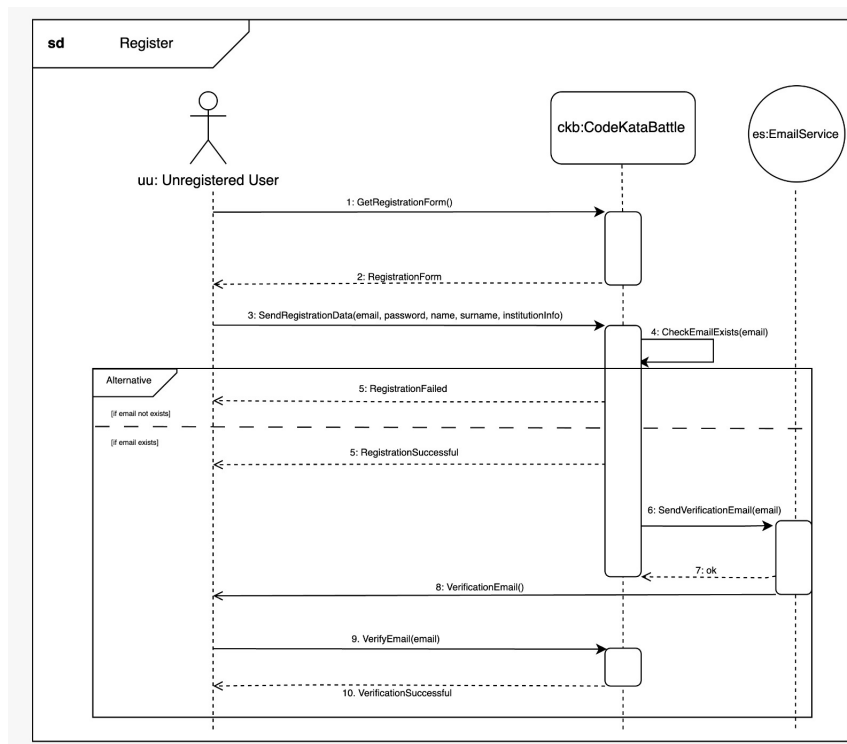 sd Register
ckb:CodeKataBattle
es:EmailService
uu: Unregistered User
1: GetRegistrationForm()
2: RegistrationForm
3: SendRegistrationData(email, password, name, surname, institutionInfo)
4: CheckEmailExists(email)
Alternative
5: RegistrationFailed
[if email not exists]
[if email exists]
5: RegistrationSuccessful
6: SendVerificationEmail(email)
7: ok
8: VerificationEmail()
9. VerifyEmail(email)
10. VerificationSuccessful